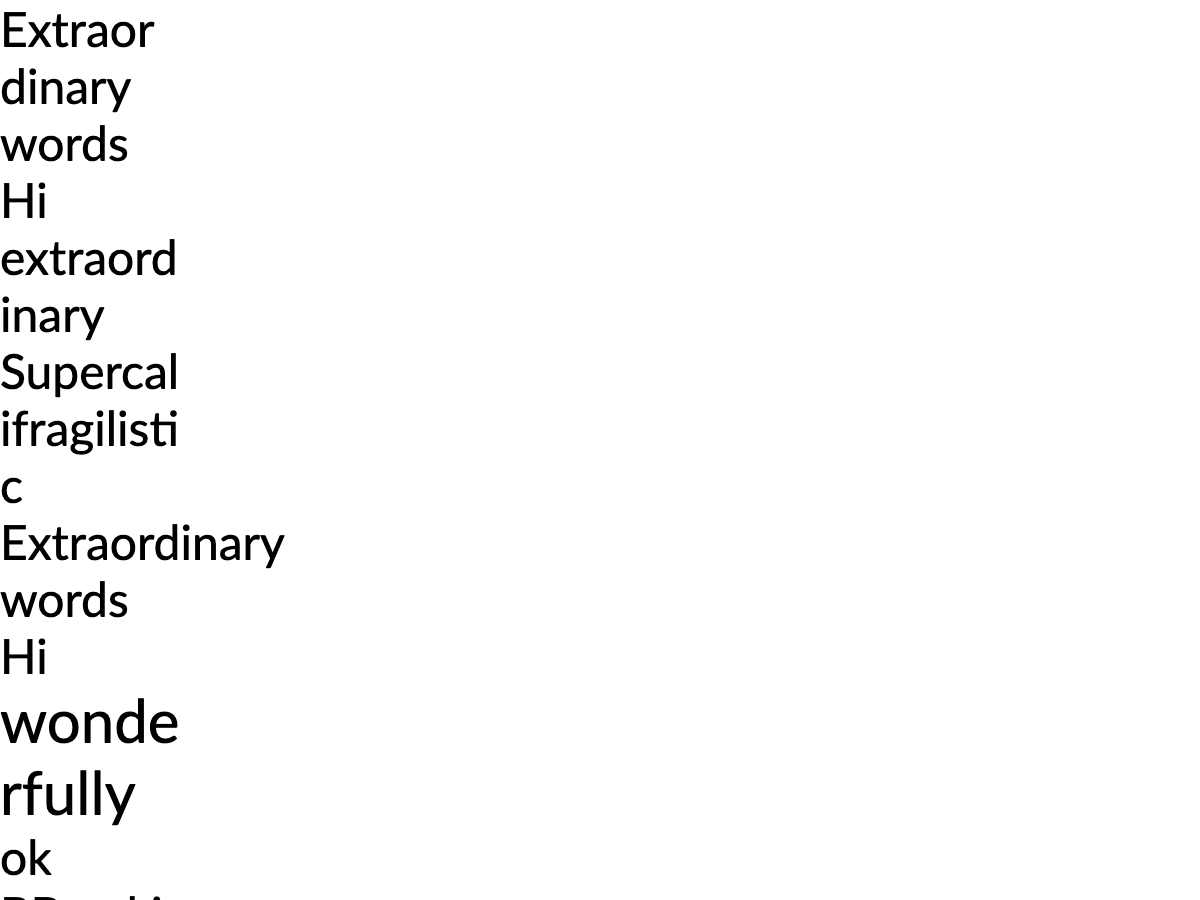 Extraor
dinary
words
Hi
extraord
inary
Supercal
ifragilisti
c
Extraordinary
words
Hi
wonde
rfully
ok